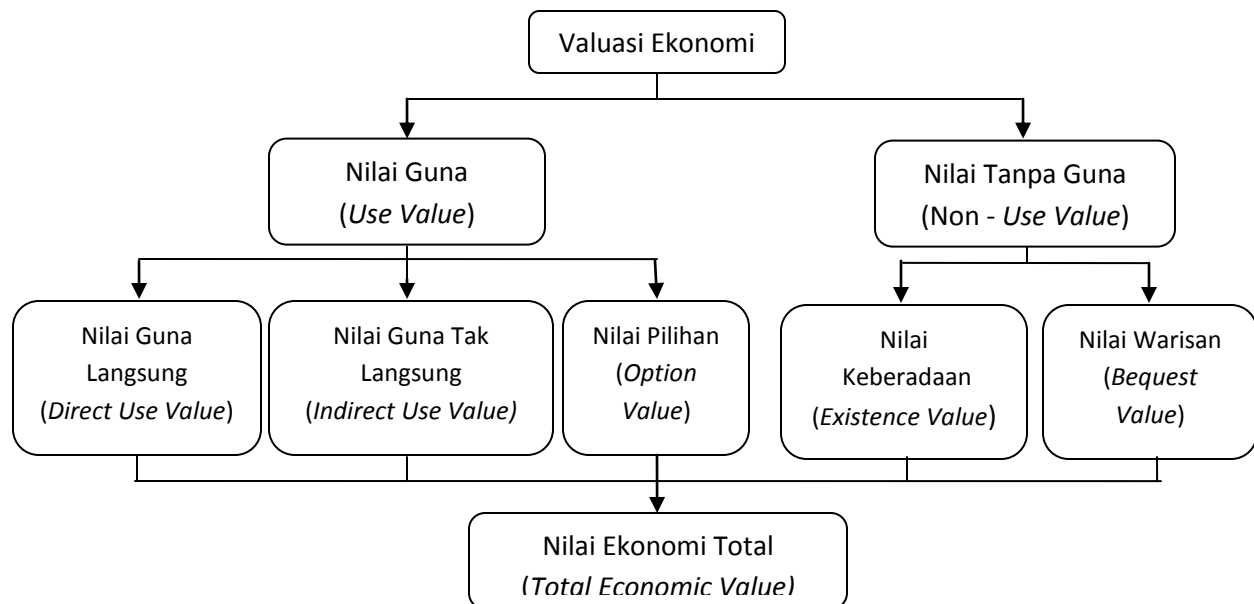 Valuasi Ekonomi
Nilai Guna
(Use Value)
Nilai Tanpa Guna
(Non - Use Value)
Nilai Guna
Langsung
(Direct Use Value)
Nilai Guna Tak
Langsung
(Indirect Use Value)
Nilai Pilihan
(Option
Value)
Nilai
Keberadaan
(Existence Value)
Nilai Warisan
(Bequest
Value)
Nilai Ekonomi Total
(Total Economic Value)